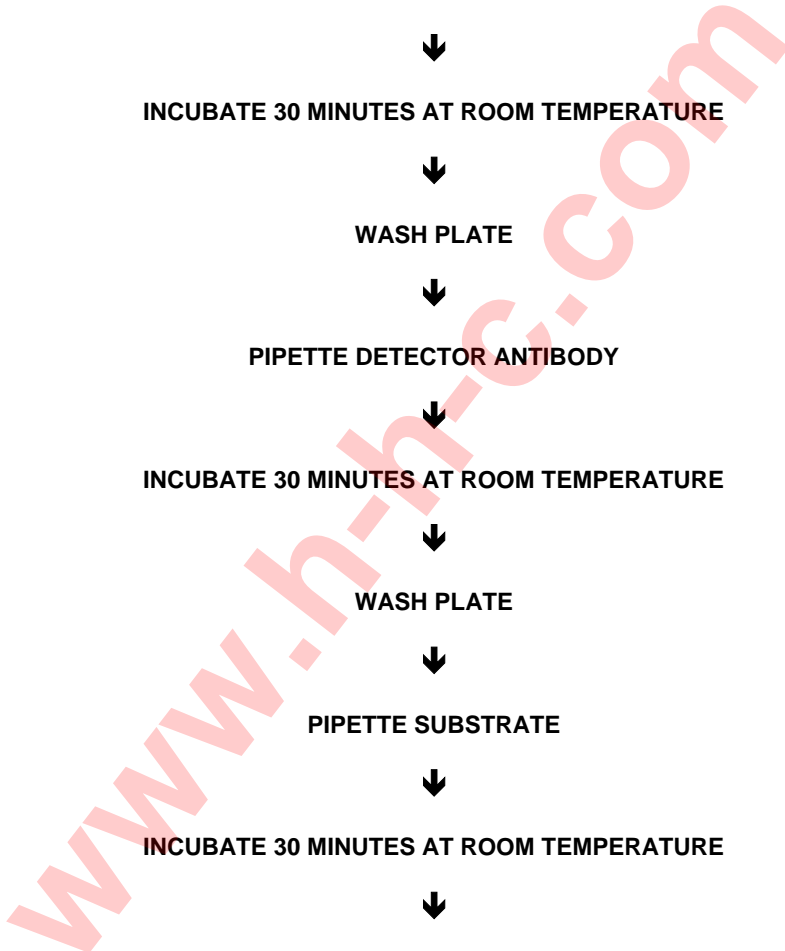 🡻
INCUBATE 30 MINUTES AT ROOM TEMPERATURE
🡻
WASH PLATE
🡻
PIPETTE DETECTOR ANTIBODY
🡻
INCUBATE 30 MINUTES AT ROOM TEMPERATURE
🡻
WASH PLATE
🡻
PIPETTE SUBSTRATE
🡻
INCUBATE 30 MINUTES AT ROOM TEMPERATURE
🡻
www.h-h-c.com